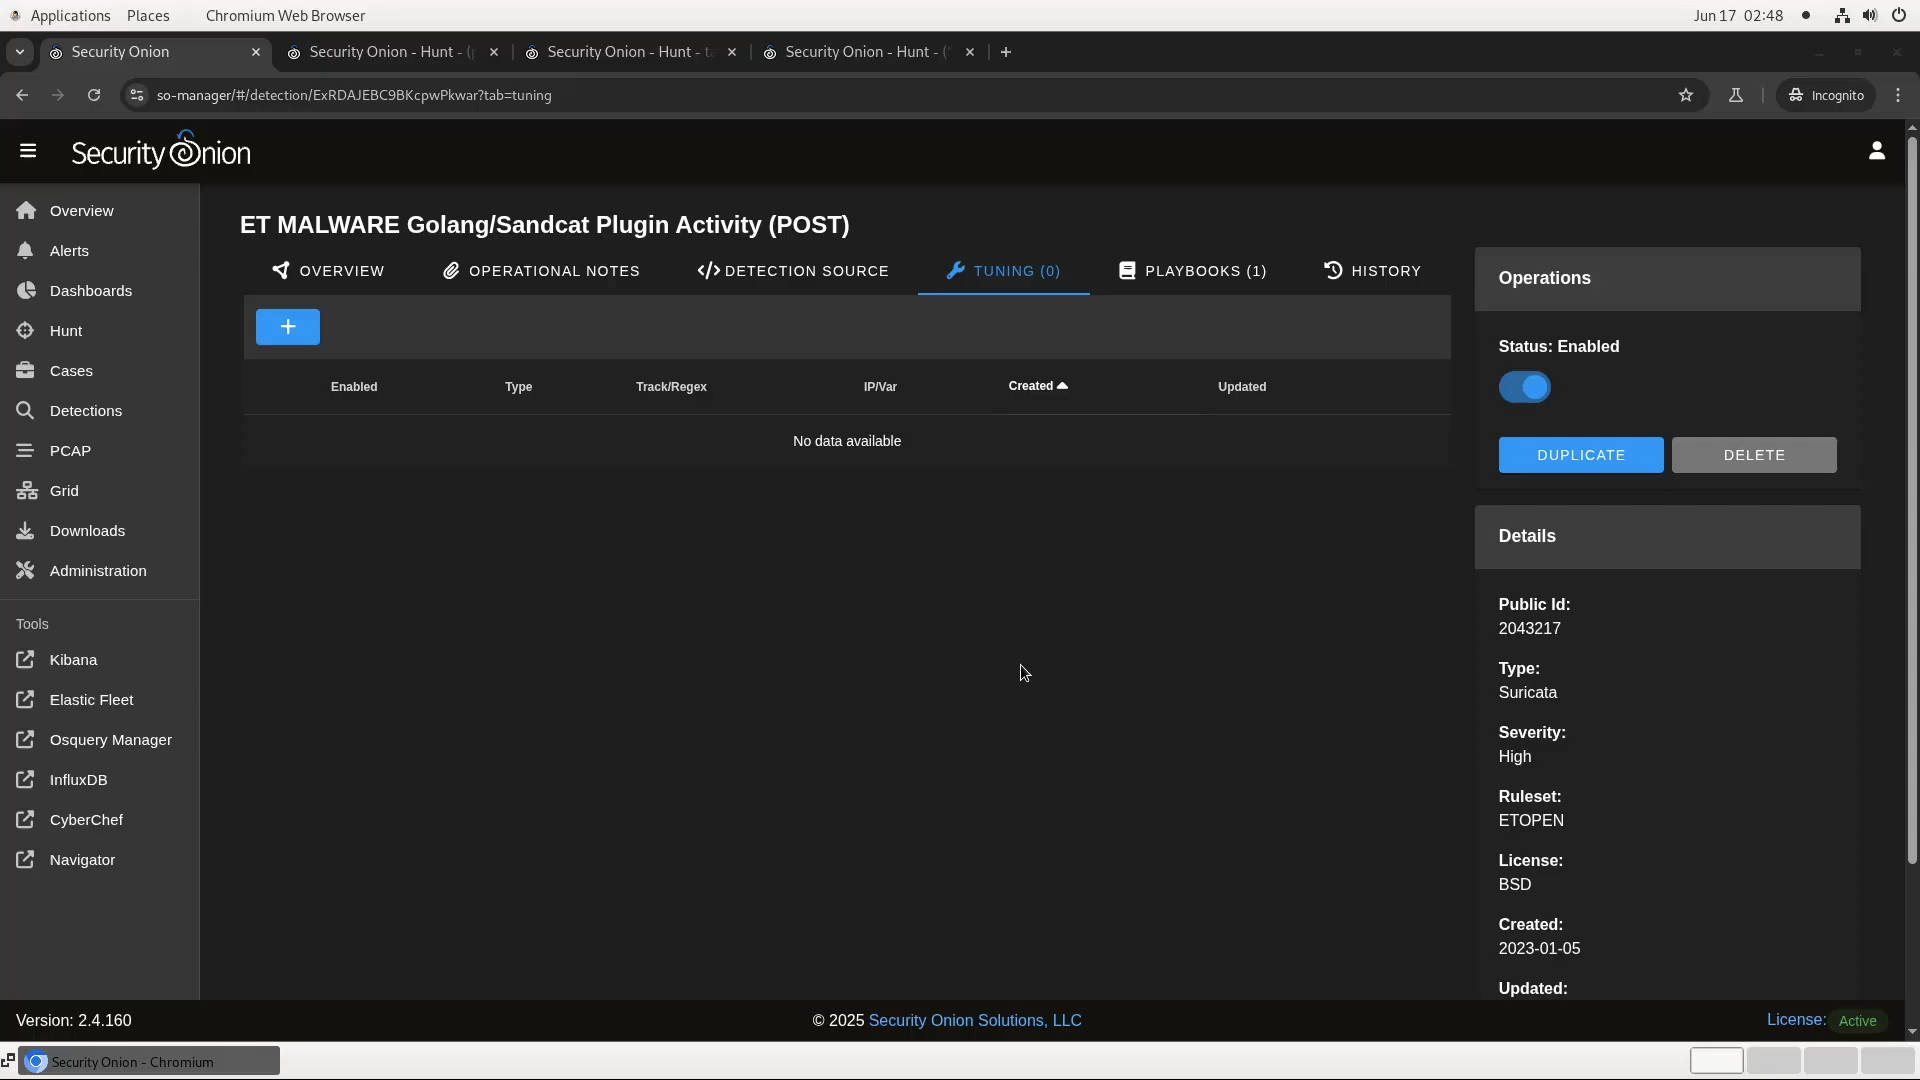 Applications Places Chromium Web Browser Jun 17 02:48
Security Onion Security Onion - Hunt - ( Security Onion - Hunt - t Security Onion - Hunt - (
so-manager/#/detection/ExRDAJEBC9BKcpwPkwar?tab=tuning Incognito
Security Onion
Overview
Alerts
Dashboards
Hunt
Cases
Detections
PCAP
Grid
Downloads
Administration
Tools
Kibana
Elastic Fleet
Osquery Manager
InfluxDB
CyberChef
Navigator
ET MALWARE Golang/Sandcat Plugin Activity (POST)
OVERVIEW OPERATIONAL NOTES DETECTION SOURCE TUNING (0) PLAYBOOKS (1) HISTORY
+
Enabled Type Track/Regex IP/Var Created Updated
No data available
Operations
Status: Enabled
DUPLICATE DELETE
Details
Public Id:
2043217
Type:
Suricata
Severity:
High
Ruleset:
ETOPEN
License:
BSD
Created:
2023-01-05
Updated:
Version: 2.4.160 © 2025 Security Onion Solutions, LLC License: Active
Security Onion - Chromium